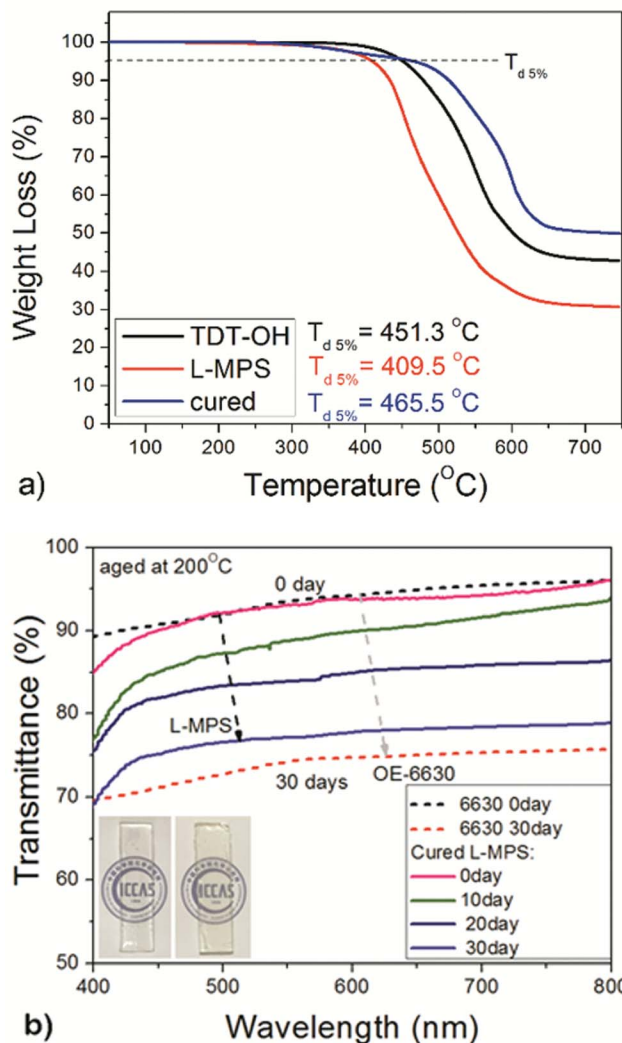 100
90
80
70
60
50
40
30
20
10
0
Weight Loss (%)
T d 5%
TDT-OH T d 5% = 451.3 °C
L-MPS T d 5% = 409.5 °C
cured T d 5% = 465.5 °C
100 200 300 400 500 600 700
Temperature (°C)
a)
100
90
80
70
60
50
Transmittance (%)
aged at 200°C
0 day
L-MPS
OE-6630
30 days
6630 0day
6630 30day
Cured L-MPS:
0day
10day
20day
30day
ICCAS
400 500 600 700 800
Wavelength (nm)
b)